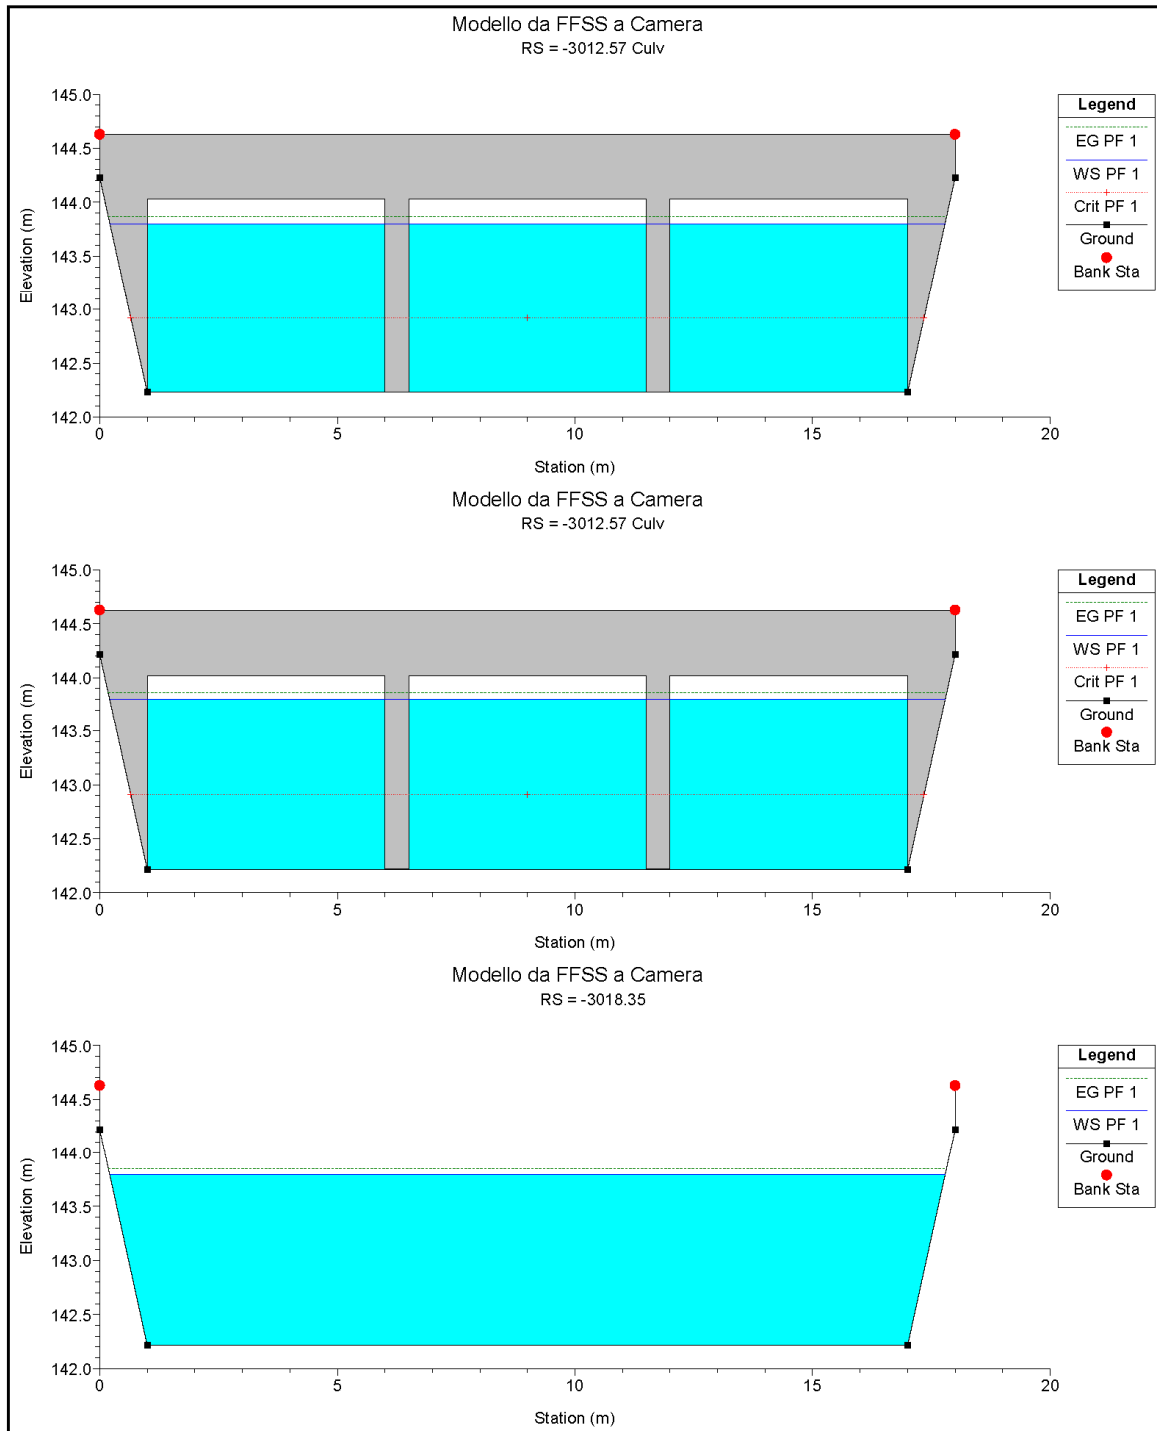 Modello da FFSS a Camera
RS = -3012.57 Culv
145.0
144.5
144.0
143.5
143.0
142.5
142.0
Elevation (m)
0 5 10 15 20
Station (m)
Legend
EG PF 1
WS PF 1
Crit PF 1
Ground
Bank Sta
Modello da FFSS a Camera
RS = -3012.57 Culv
145.0
144.5
144.0
143.5
143.0
142.5
142.0
Elevation (m)
0 5 10 15 20
Station (m)
Legend
EG PF 1
WS PF 1
Crit PF 1
Ground
Bank Sta
Modello da FFSS a Camera
RS = -3018.35
145.0
144.5
144.0
143.5
143.0
142.5
142.0
Elevation (m)
0 5 10 15 20
Station (m)
Legend
EG PF 1
WS PF 1
Ground
Bank Sta